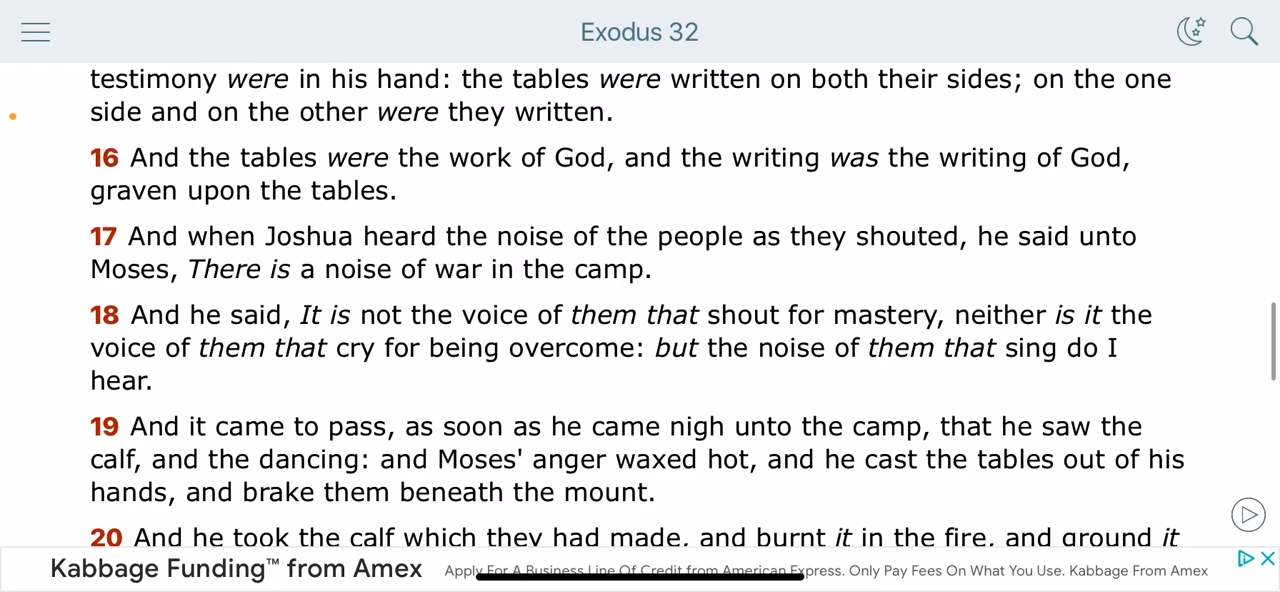 Exodus 32
testimony were in his hand: the tables were written on both their sides; on the one
side and on the other were they written.
16 And the tables were the work of God, and the writing was the writing of God,
graven upon the tables.
17 And when Joshua heard the noise of the people as they shouted, he said unto
Moses, There is a noise of war in the camp.
18 And he said, It is not the voice of them that shout for mastery, neither is it the
voice of them that cry for being overcome: but the noise of them that sing do I
hear.
19 And it came to pass, as soon as he came nigh unto the camp, that he saw the
calf, and the dancing: and Moses' anger waxed hot, and he cast the tables out of his
hands, and brake them beneath the mount.
20 And he took the calf which they had made, and burnt it in the fire, and ground it
Kabbage Funding™ from Amex
Apply For A Business Line Of Credit from American Express. Only Pay Fees On What You Use. Kabbage From Amex